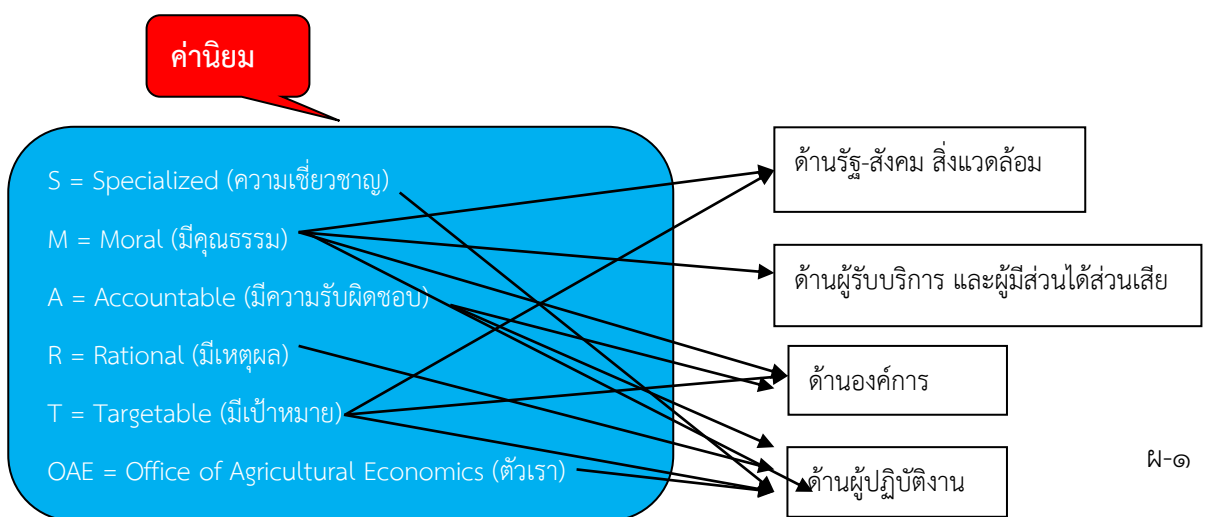 ค่านิยม
S = Specialized (ความเชี่ยวชาญ)
M = Moral (มีคุณธรรม)
A = Accountable (มีความรับผิดชอบ)
R = Rational (มีเหตุผล)
T = Targetable (มีเป้าหมาย)
OAE = Office of Agricultural Economics (ตัวเรา)
ด้านรัฐ-สังคม สิ่งแวดล้อม
ด้านผู้รับบริการ และผู้มีส่วนได้ส่วนเสีย
ด้านองค์การ
ด้านผู้ปฏิบัติงาน
ผ-๑